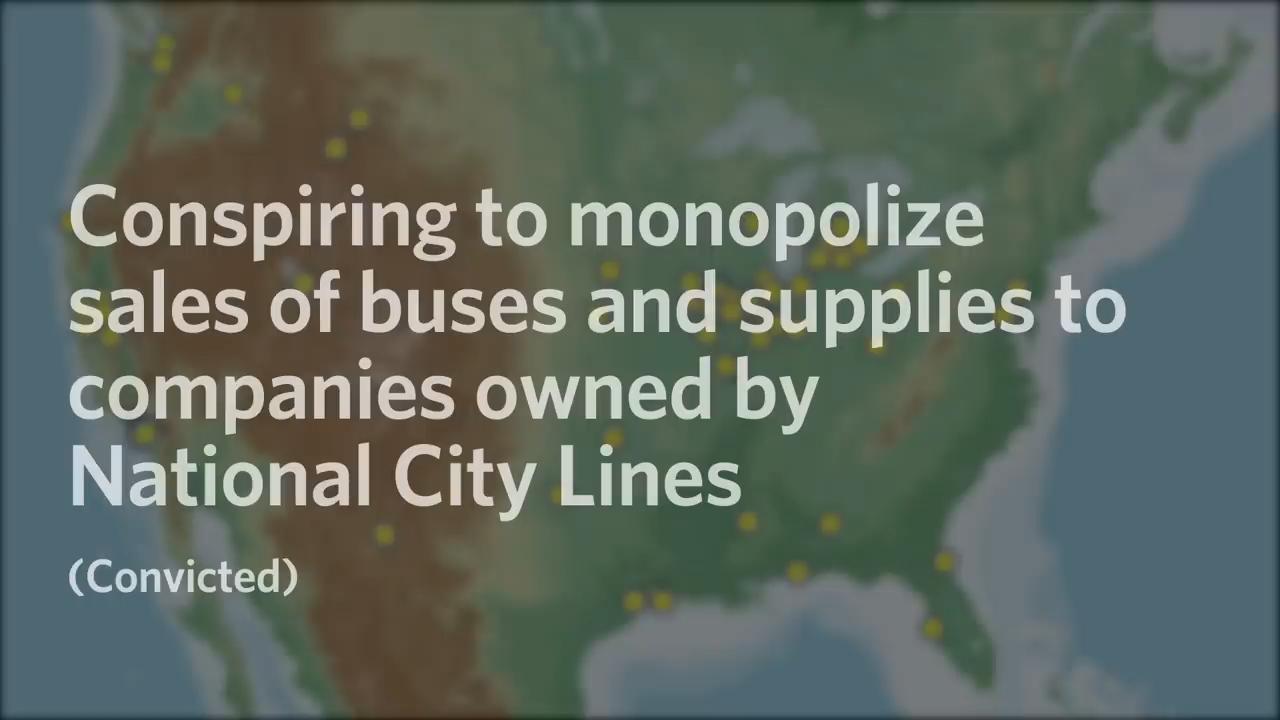 Conspiring to monopolize
sales of buses and supplies to
companies owned by
National City Lines
(Convicted)